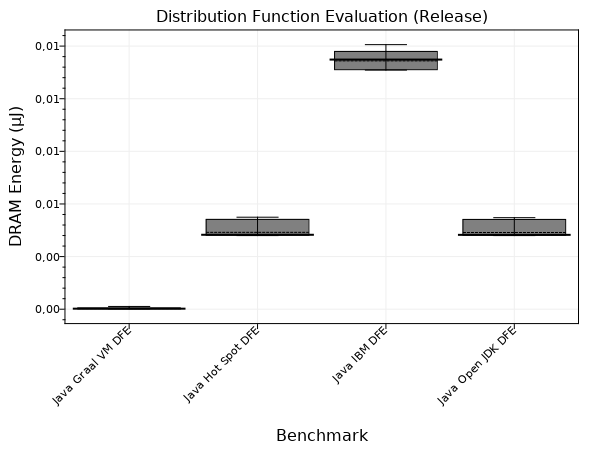 Distribution Function Evaluation (Release)
DRAM Energy (µJ)
0,01
0,01
0,01
0,01
0,00
0,00
Java Graal VM DFE
Java Hot Spot DFE
Java IBM DFE
Java Open JDK DFE
Benchmark